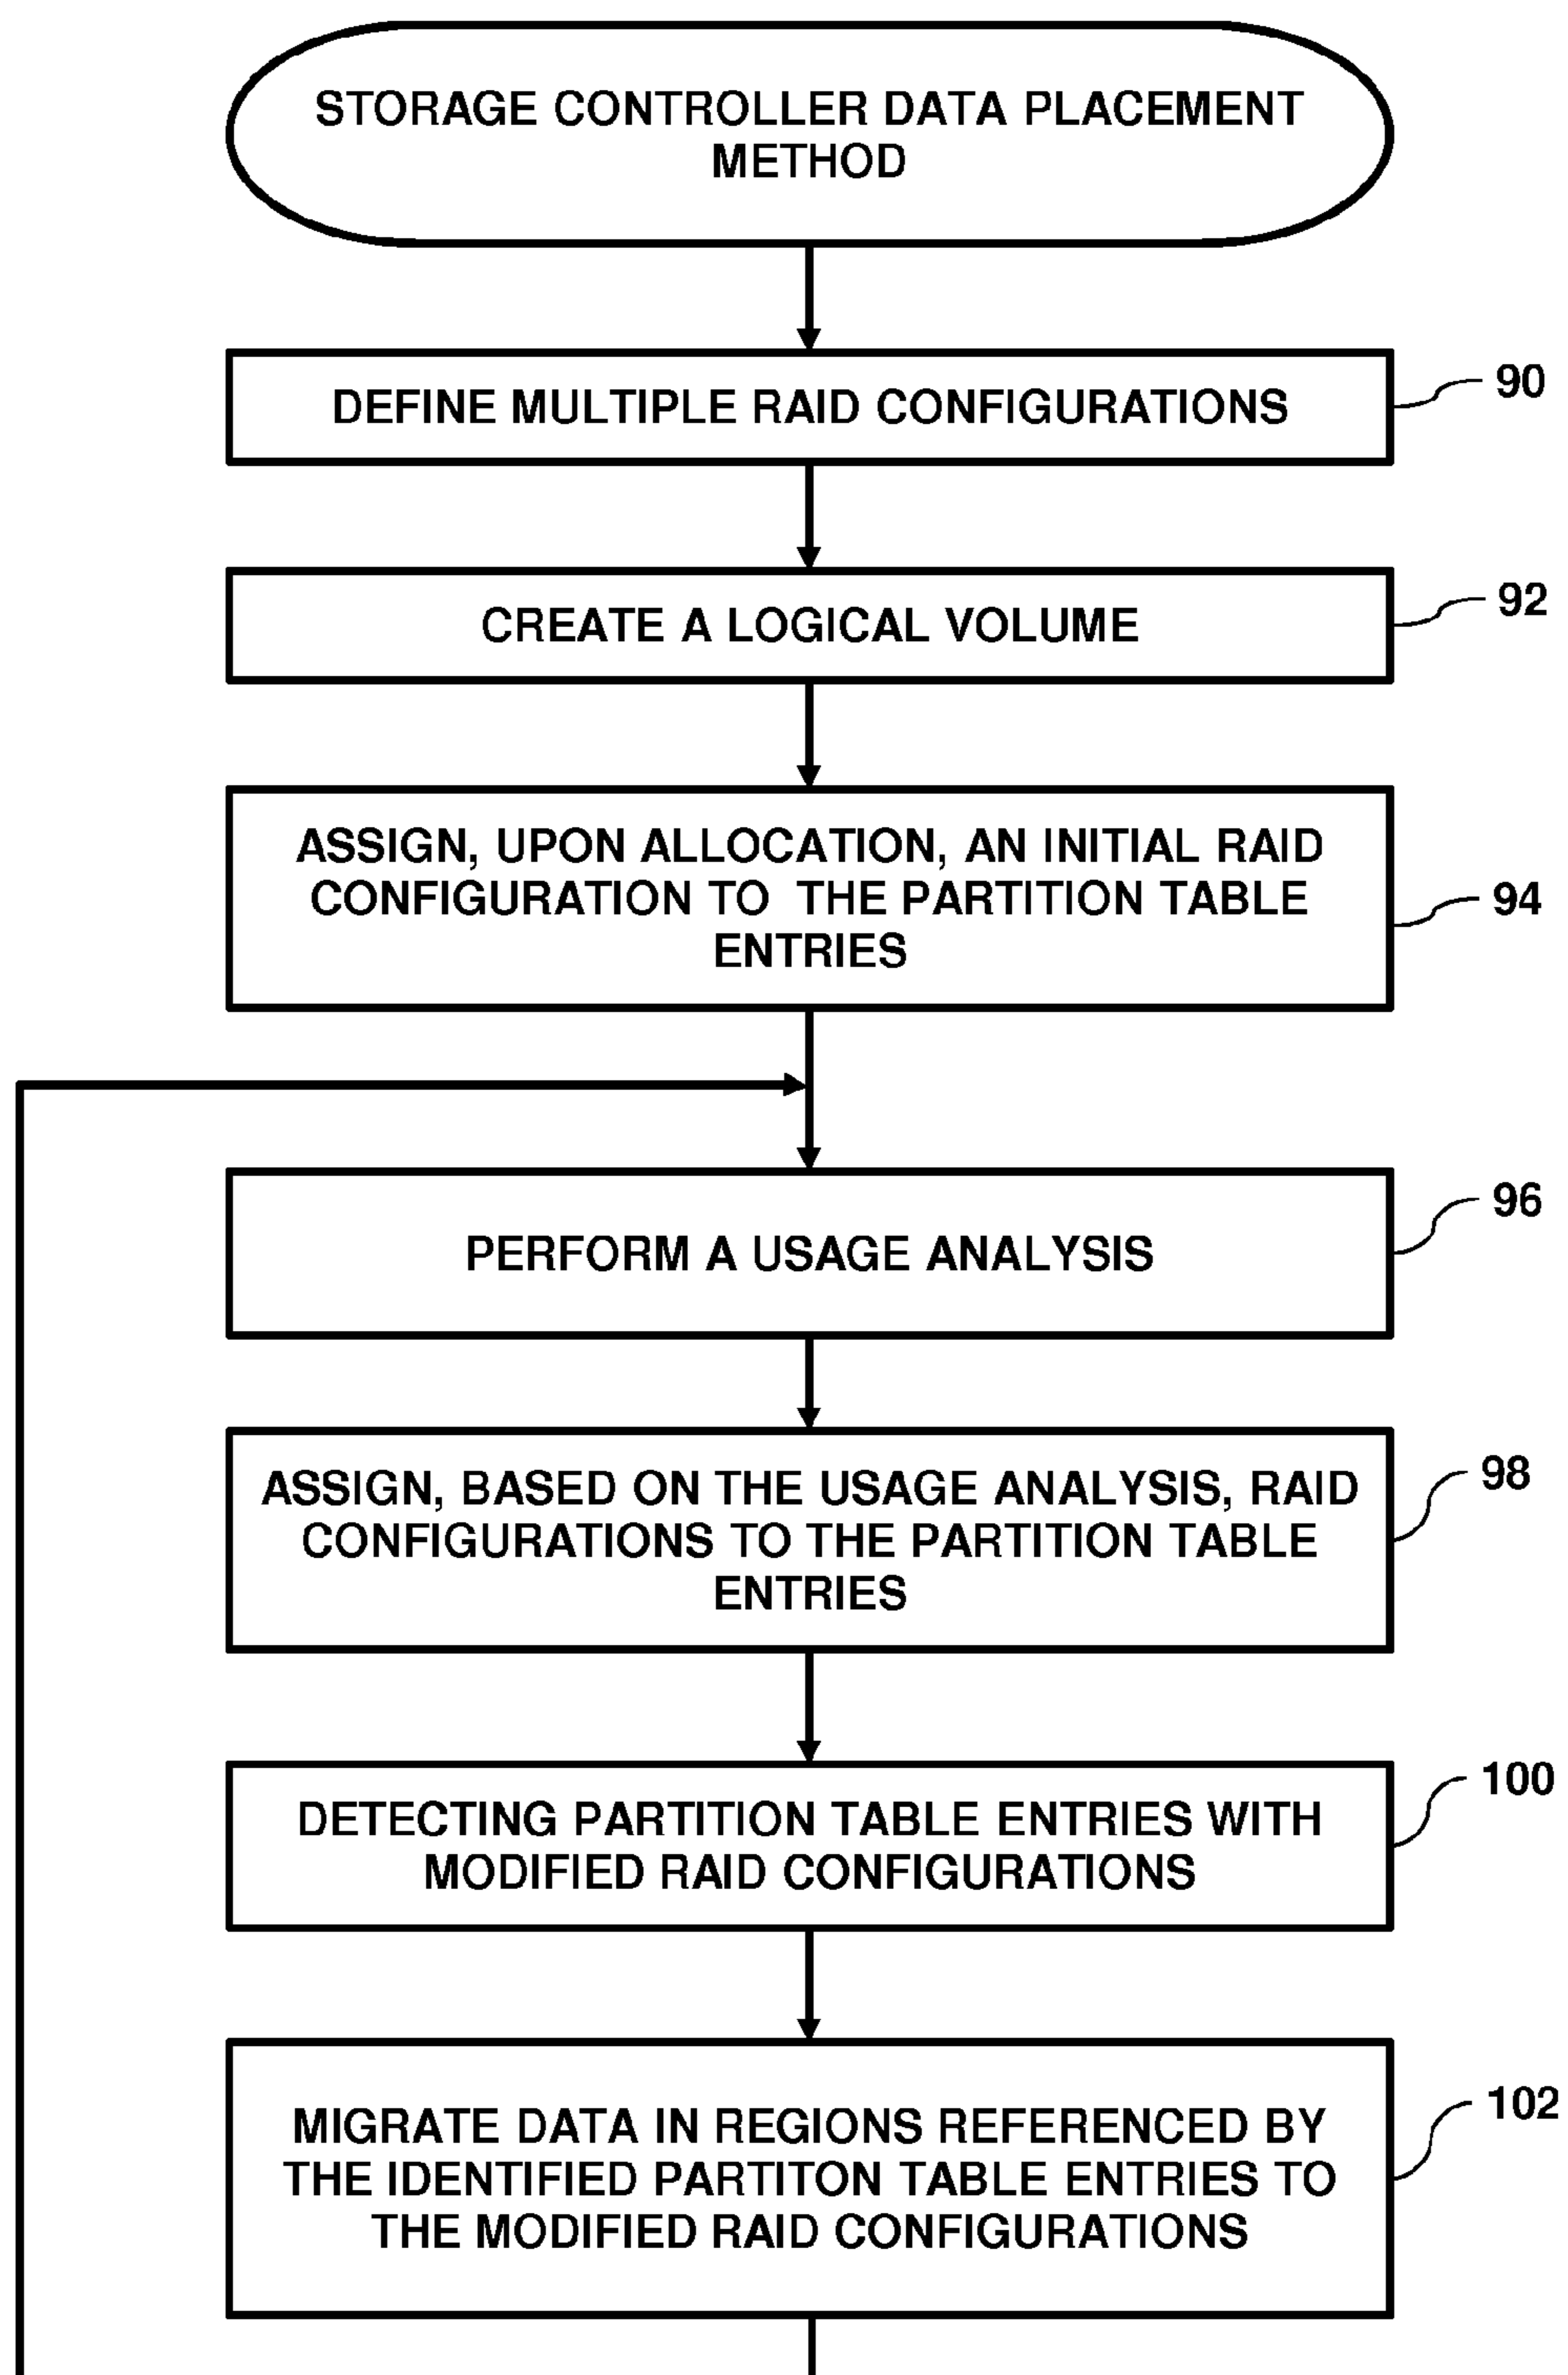 STORAGE CONTROLLER DATA PLACEMENT
METHOD
DEFINE MULTIPLE RAID CONFIGURATIONS
90
CREATE A LOGICAL VOLUME
92
ASSIGN, UPON ALLOCATION, AN INITIAL RAID
CONFIGURATION TO THE PARTITION TABLE
ENTRIES
94
PERFORM A USAGE ANALYSIS
96
ASSIGN, BASED ON THE USAGE ANALYSIS, RAID
CONFIGURATIONS TO THE PARTITION TABLE
ENTRIES
98
DETECTING PARTITION TABLE ENTRIES WITH
MODIFIED RAID CONFIGURATIONS
100
MIGRATE DATA IN REGIONS REFERENCED BY
THE IDENTIFIED PARTITON TABLE ENTRIES TO
THE MODIFIED RAID CONFIGURATIONS
102